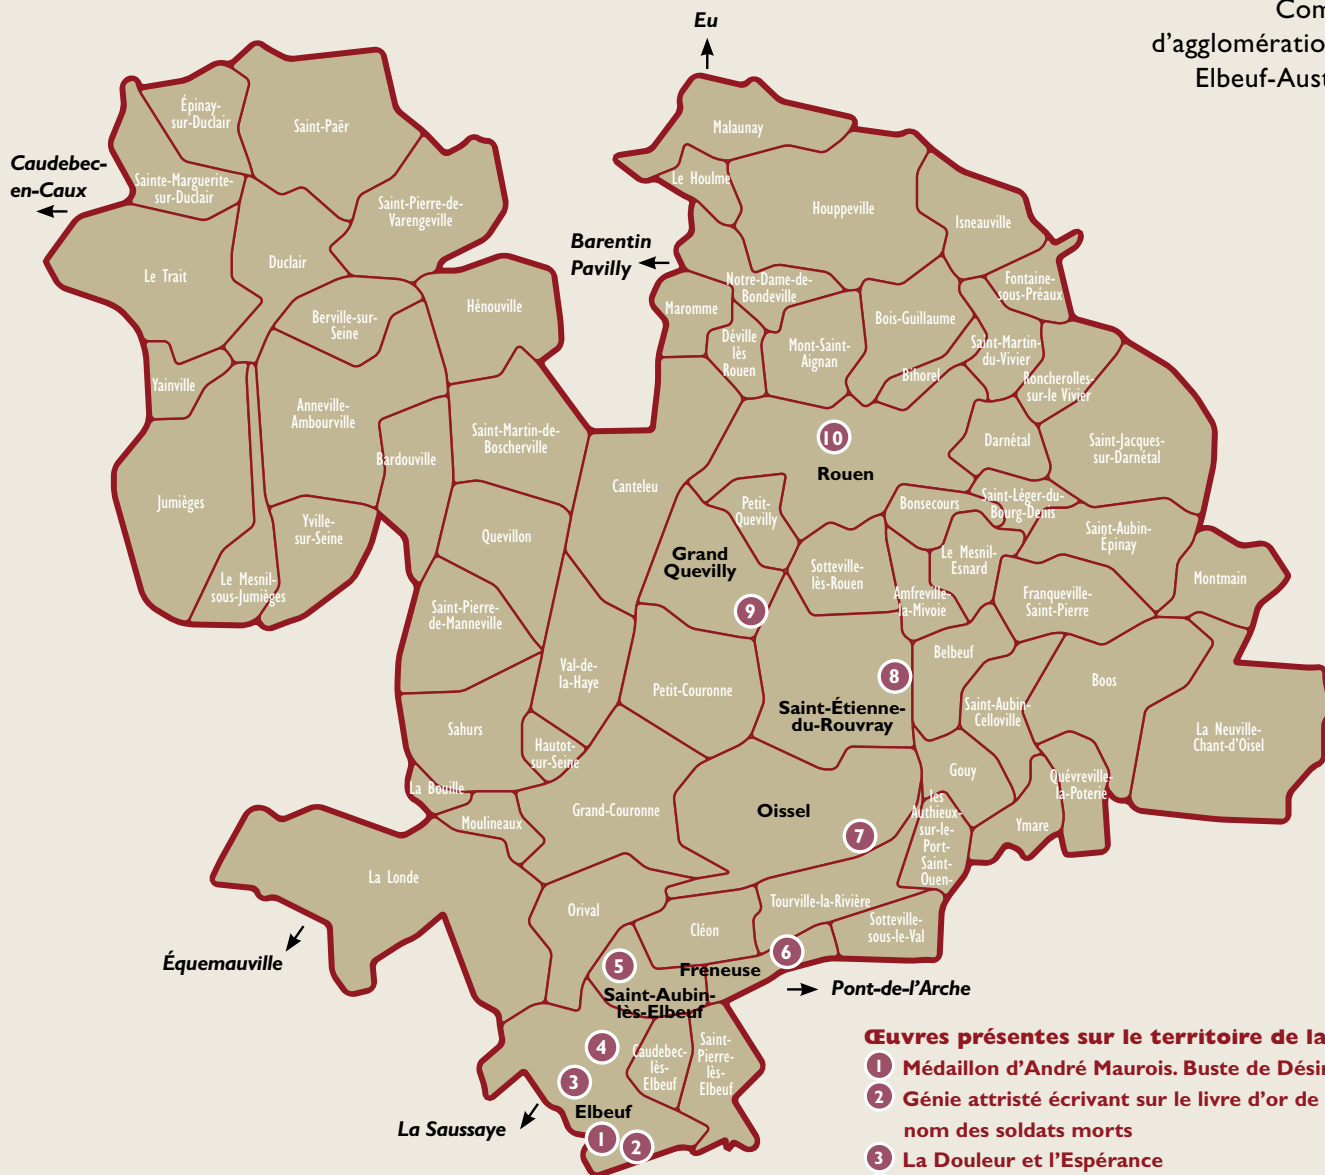 Eu
Com
d'agglomératio
Elbeuf-Aust
Épinay-
sur-Duclair
Saint-Paër
Malaunay
Caudebec-
en-Caux
Sainte-Marguerite-
sur-Duclair
Le Houlme
Saint-Pierre-de-
Varengeville
Houppeville
Isneauville
Barentin
Pavilly
Le Trait
Duclair
Notre-Dame-de-
Bondeville
Fontaine-
sous-Préaux
Hénouville
Maromme
Berville-sur-
Seine
Bois-Guillaume
Déville
lès
Rouen
Mont-Saint-
Aignan
Saint-Martin-
du-Vivier
Yainville
Bihorel
Roncherolles-
sur-le Vivier
Anneville-
Ambourville
Saint-Martin-de-
Boscherville
Bardouville
10
Rouen
Darnétal
Saint-Jacques-
sur-Darnétal
Jumièges
Canteleu
Petit-
Quevilly
Bonsecours
Saint-Léger-du-
Bourg-Denis
Yville-
sur-Seine
Quevillon
Saint-Aubin-
Epinay
Grand
Quevilly
Sotteville-
lès-Rouen
Le Mesnil-
Esnard
Le Mesnil-
sous-Jumièges
Montmain
Amfreville-
la-Mivoie
Franqueville-
Saint-Pierre
Saint-Pierre-
de-Manneville
9
Val-de-
la-Haye
Belbeuf
Petit-Couronne
8
Boos
Saint-Étienne-
du-Rouvray
Saint-Aubin-
Celloville
Sahurs
La Neuville-
Chant-d'Oisel
Hautot-
sur-Seine
Gouy
Quévreville-
la-Poterie
La Bouille
Moulineaux
Grand-Couronne
Oissel
7
les
Authieux-
sur-le-
Port-
Saint-
Ouen-
Ymare
La Londe
Orival
Tourville-la-Rivière
Cléon
Sotteville-
sous-le-Val
Équemauville
5
Freneuse
6
Pont-de-l'Arche
Saint-Aubin-
lès-Elbeuf
4
Caudebec-
lès-
Elbeuf
Saint-
Pierre-
lès-
Elbeuf
3
Elbeuf
La Saussaye
1
2
Œuvres présentes sur le territoire de la
1 Médaillon d'André Maurois. Buste de Désir
2 Génie attristé écrivant sur le livre d'or de
nom des soldats morts
3 La Douleur et l'Espérance